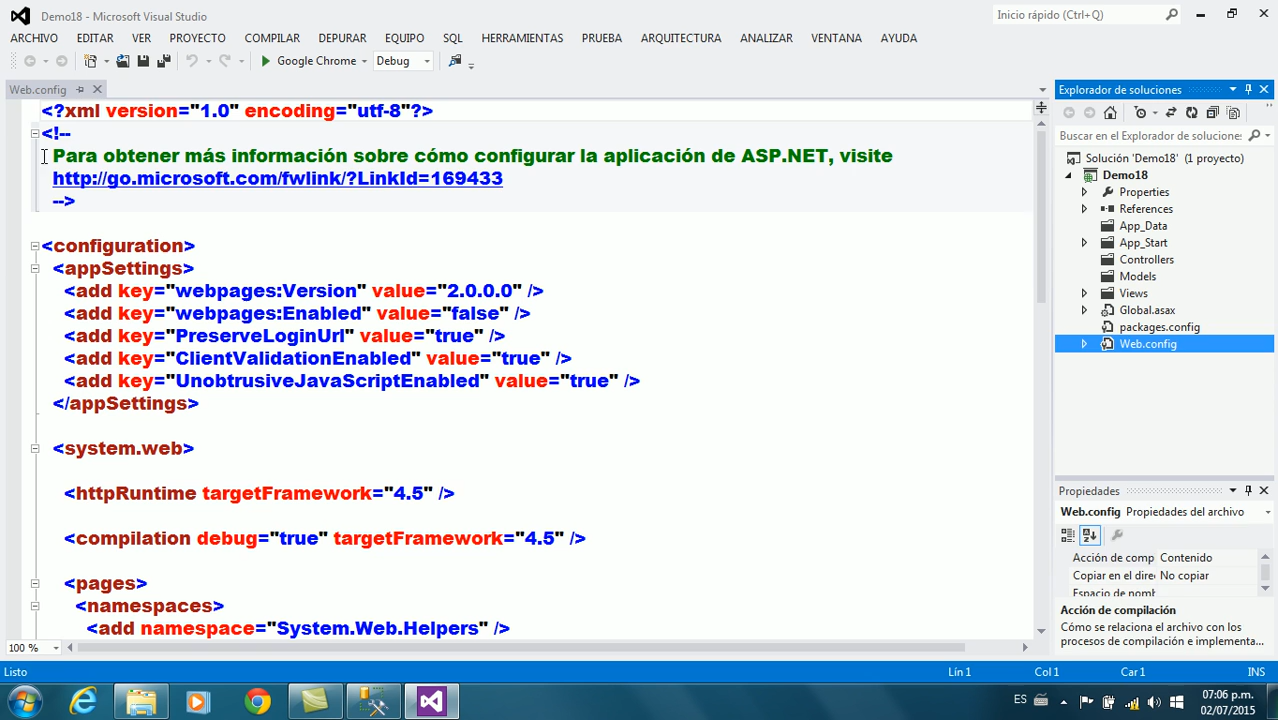 Demo18 - Microsoft Visual Studio
Inicio rápido (Ctrl+Q)
ARCHIVO EDITAR VER PROYECTO COMPILAR DEPURAR EQUIPO SQL HERRAMIENTAS PRUEBA ARQUITECTURA ANALIZAR VENTANA AYUDA
Google Chrome Debug
Web.config
<?xml version="1.0" encoding="utf-8"?>
<!--
Para obtener más información sobre cómo configurar la aplicación de ASP.NET, visite
http://go.microsoft.com/fwlink/?LinkId=169433
-->
<configuration>
<appSettings>
<add key="webpages:Version" value="2.0.0.0" />
<add key="webpages:Enabled" value="false" />
<add key="PreserveLoginUrl" value="true" />
<add key="ClientValidationEnabled" value="true" />
<add key="UnobtrusiveJavaScriptEnabled" value="true" />
</appSettings>
<system.web>
<httpRuntime targetFramework="4.5" />
<compilation debug="true" targetFramework="4.5" />
<pages>
<namespaces>
<add namespace="System.Web.Helpers" />
100 %
Explorador de soluciones
Buscar en el Explorador de soluciones
Solución 'Demo18' (1 proyecto)
Demo18
Properties
References
App_Data
App_Start
Controllers
Models
Views
Global.asax
packages.config
Web.config
Propiedades
Web.config Propiedades del archivo
Acción de comp Contenido
Copiar en el dire No copiar
Espacio de nomb
Acción de compilación
Cómo se relaciona el archivo con los
procesos de compilación e implementa...
Listo Lín 1 Col 1 Car 1 INS
ES 07:06 p.m.
02/07/2015